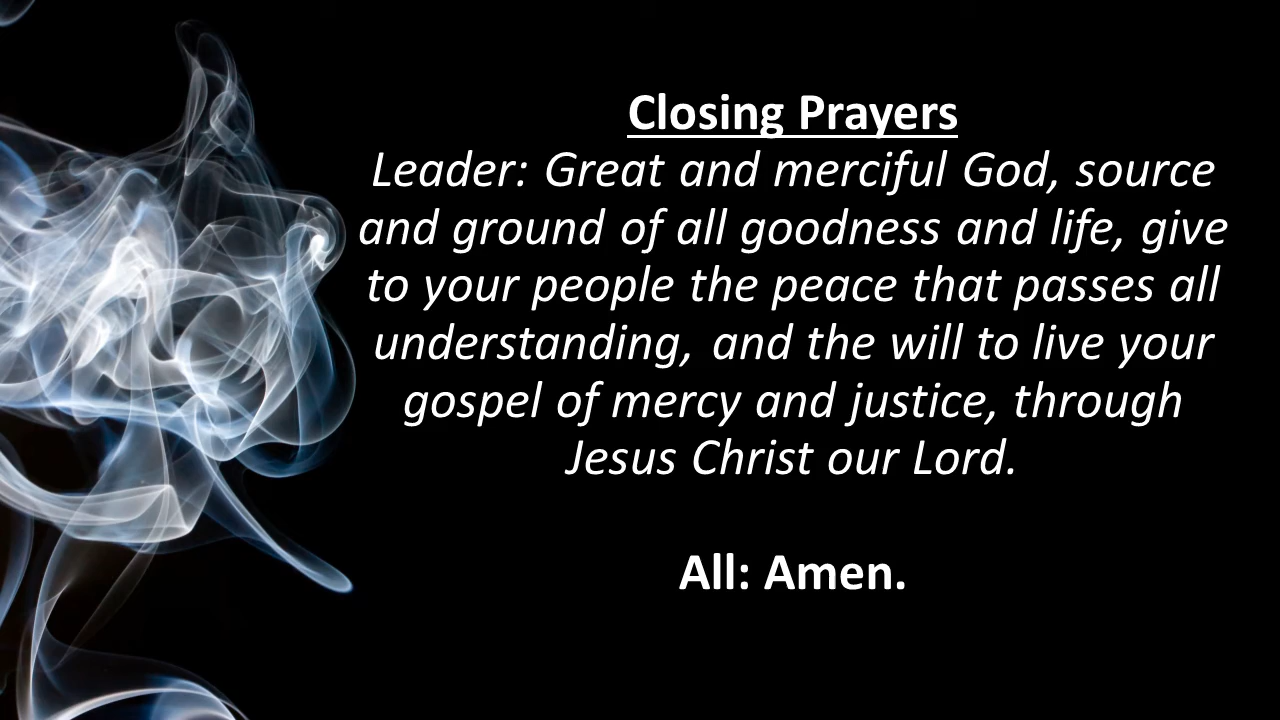 Closing Prayers
Leader: Great and merciful God, source
and ground of all goodness and life, give
to your people the peace that passes all
understanding, and the will to live your
gospel of mercy and justice, through
Jesus Christ our Lord.
All: Amen.